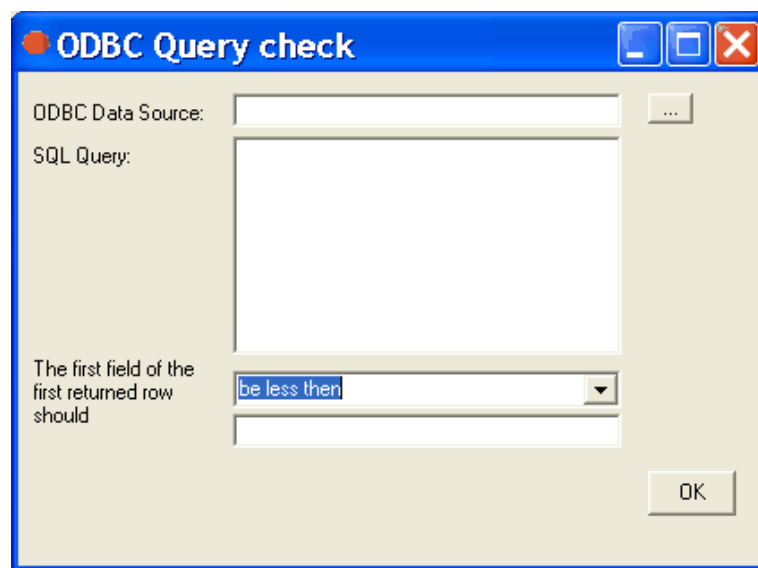 ODBC Query check
ODBC Data Source:
...
SQL Query:
The first field of the
first returned row
should
be less then
OK